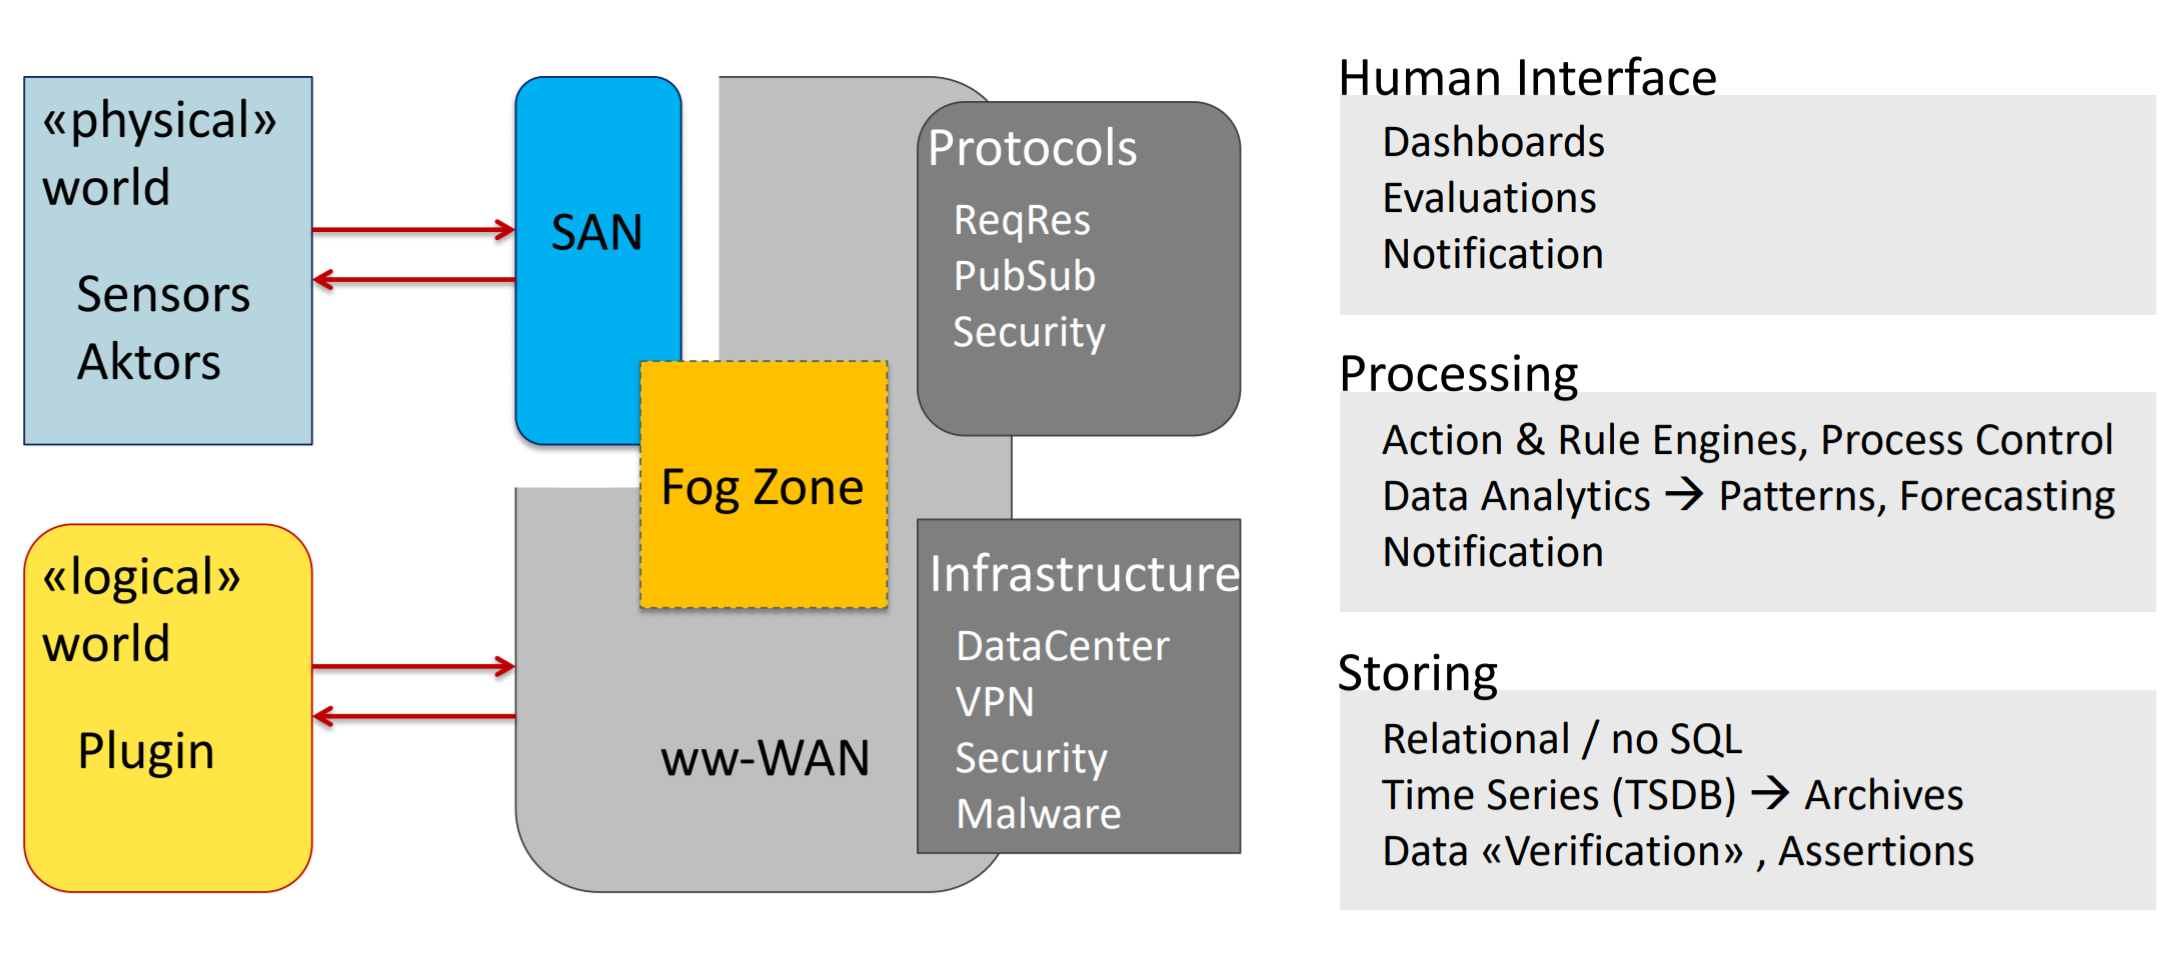 «physical»
world
Sensors
Aktors
SAN
Fog Zone
«logical»
world
Plugin
ww-WAN
Protocols
ReqRes
PubSub
Security
Infrastructure
DataCenter
VPN
Security
Malware
Human Interface
Dashboards
Evaluations
Notification
Processing
Action & Rule Engines, Process Control
Data Analytics → Patterns, Forecasting
Notification
Storing
Relational / no SQL
Time Series (TSDB) → Archives
Data «Verification» , Assertions